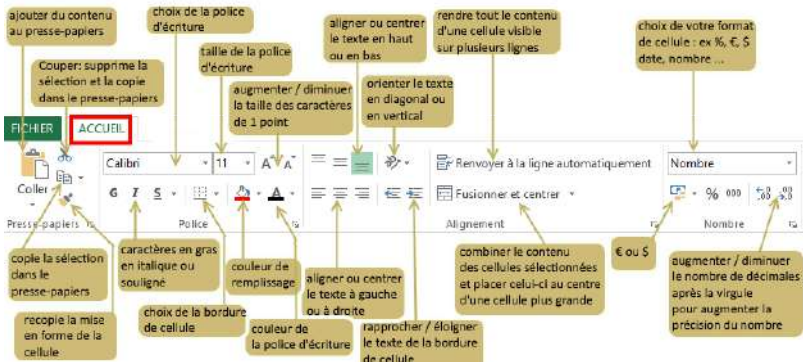 ajouter du contenu
au presse-papiers
choix de la police
d'écriture
aligner ou centrer
le texte en haut
ou en bas
rendre tout le contenu
d'une cellule visible
sur plusieurs lignes
choix de votre format
de cellule : ex %, €, $
date, nombre ...
Couper: supprime la
sélection et la copie
dans le presse-papiers
taille de la police
d'écriture
augmenter / diminuer
la taille des caractères
de 1 point
orienter le texte
en diagonal ou
en vertical
FICHIER ACCUEIL
Calibri 11 A A
Renvoyer à la ligne automatiquement
Nombre
Coller
G I S A
Fusionner et centrer
% 000 ,00 ,00
Presse-papiers Police Alignement Nombre
copie la sélection
dans le
presse-papiers
caractères en gras
en italique ou
souligné
couleur de
remplissage
aligner ou centrer
le texte à gauche
ou à droite
combiner le contenu
des cellules sélectionnées
et placer celui-ci au centre
d'une cellule plus grande
€ ou $
augmenter / diminuer
le nombre de décimales
après la virgule
pour augmenter la
précision du nombre
recopie la mise
en forme de la
cellule
choix de la bordure
de cellule
couleur de
la police d'écriture
rapprocher / éloigner
le texte de la bordure
de cellule